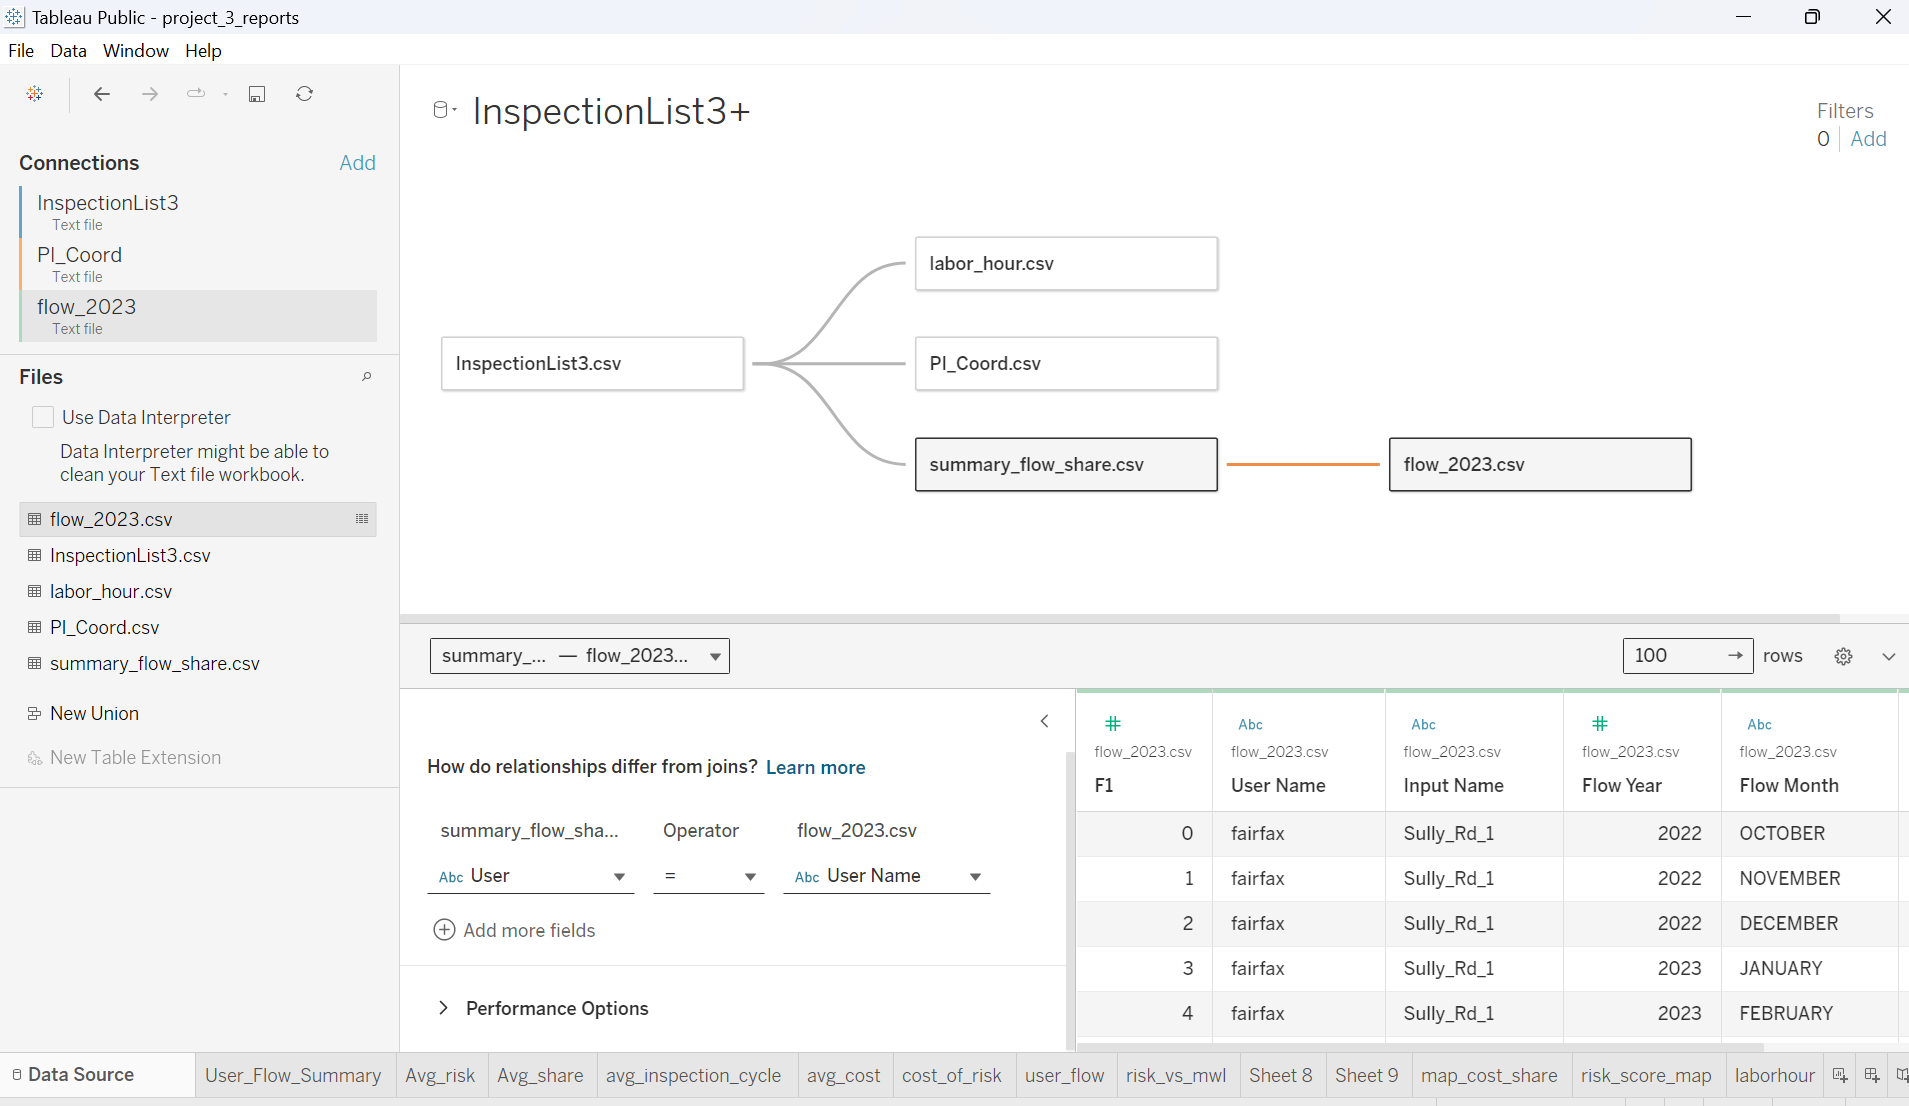 Tableau Public - project_3_reports
File Data Window Help
Connections Add
InspectionList3
Text file
PI_Coord
Text file
flow_2023
Text file
Files
Use Data Interpreter
Data Interpreter might be able to
clean your Text file workbook.
flow_2023.csv
InspectionList3.csv
labor_hour.csv
PI_Coord.csv
summary_flow_share.csv
New Union
New Table Extension
InspectionList3+
Filters
0 Add
labor_hour.csv
InspectionList3.csv
PI_Coord.csv
summary_flow_share.csv
flow_2023.csv
summary_... — flow_2023...
100 → rows
How do relationships differ from joins? Learn more
summary_flow_sha... Operator flow_2023.csv
Abc User = Abc User Name
Add more fields
Performance Options
# Abc Abc # Abc
flow_2023.csv flow_2023.csv flow_2023.csv flow_2023.csv flow_2023.csv
F1 User Name Input Name Flow Year Flow Month
0 fairfax Sully_Rd_1 2022 OCTOBER
1 fairfax Sully_Rd_1 2022 NOVEMBER
2 fairfax Sully_Rd_1 2022 DECEMBER
3 fairfax Sully_Rd_1 2023 JANUARY
4 fairfax Sully_Rd_1 2023 FEBRUARY
Data Source User_Flow_Summary Avg_risk Avg_share avg_inspection_cycle avg_cost cost_of_risk user_flow risk_vs_mwl Sheet 8 Sheet 9 map_cost_share risk_score_map laborhour